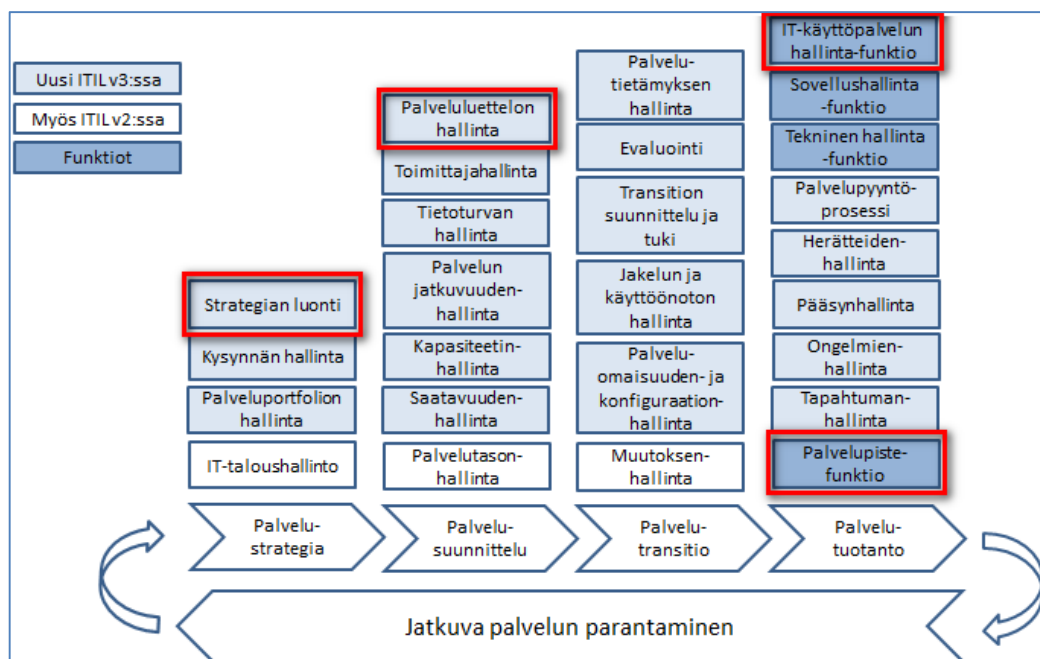 Uusi ITILv3:ssa
Myös ITILv2:ssa
Funktiot
Strategian luonti
Kysynnän hallinta
Palveluportfolion
hallinta
IT-taloushallinto
Palveluluettelon
hallinta
Toimittajahallinta
Tietoturvan
hallinta
Palvelun
jatkuvuuden-
hallinta
Kapasiteetin-
hallinta
Saatavuuden-
hallinta
Palvelutason-
hallinta
Palvelu-
tietämyksen
hallinta
Evaluointi
Transition
suunnittelu ja
tuki
Jakelun ja
käyttöönoton
hallinta
Palvelu-
omaisuuden- ja
konfiguraation-
hallinta
Muutoksen-
hallinta
IT-käyttöpalvelun
hallinta-funktio
Sovellushallinta
-funktio
Tekninen hallinta
-funktio
Palvelupyyntö-
prosessi
Herätteiden-
hallinta
Pääsynhallinta
Ongelmien-
hallinta
Tapahtuman-
hallinta
Palvelupiste-
funktio
Palvelu-
strategia
Palvelu-
suunnittelu
Palvelu-
transitio
Palvelu-
tuotanto
Jatkuva palvelun parantaminen